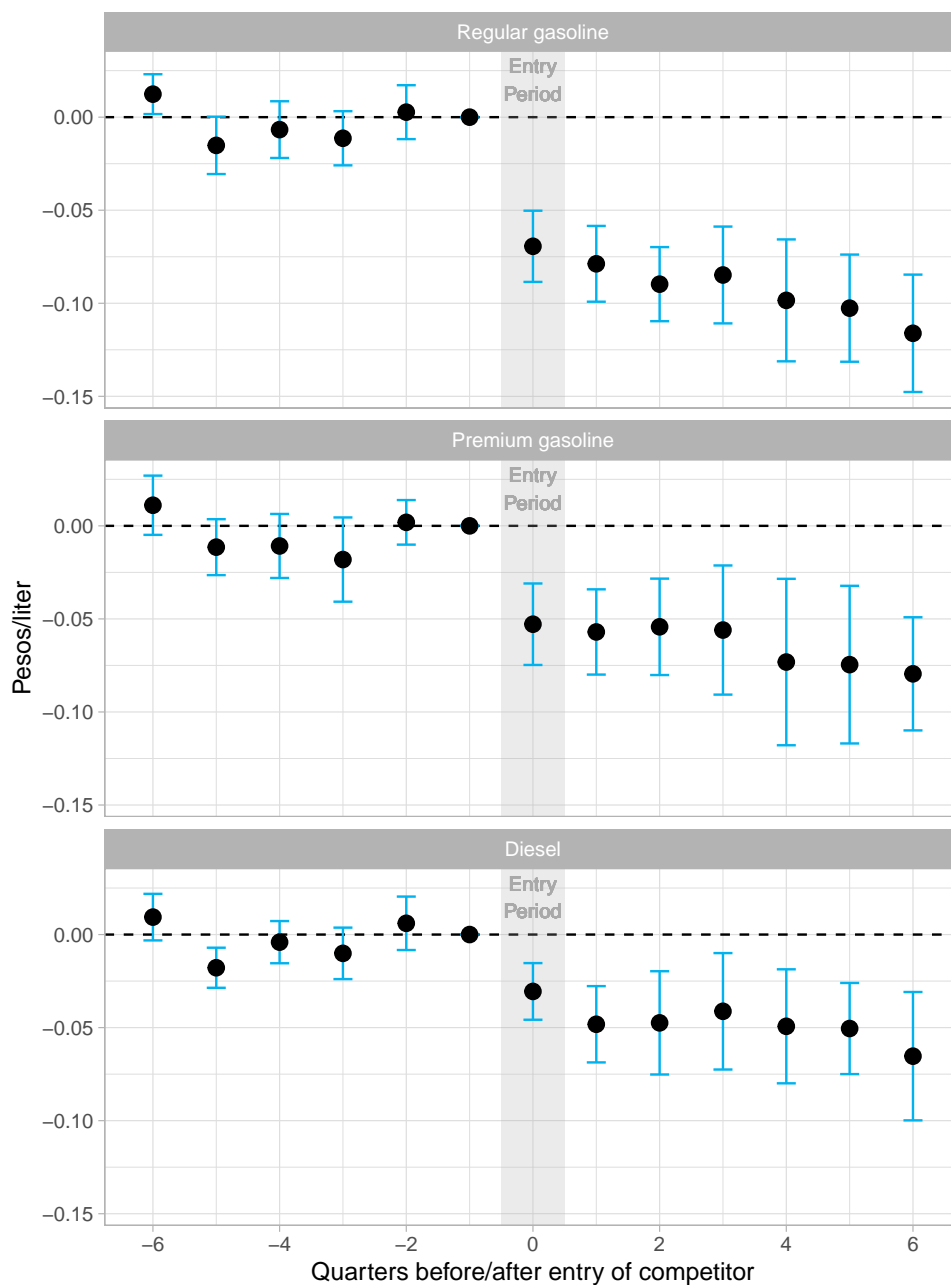 Regular gasoline
Entry
Period
0.00
−0.05
−0.10
−0.15
Premium gasoline
Entry
Period
0.00
−0.05
−0.10
−0.15
Pesos/liter
Diesel
Entry
Period
0.00
−0.05
−0.10
−0.15
−6 −4 −2 0 2 4 6
Quarters before/after entry of competitor